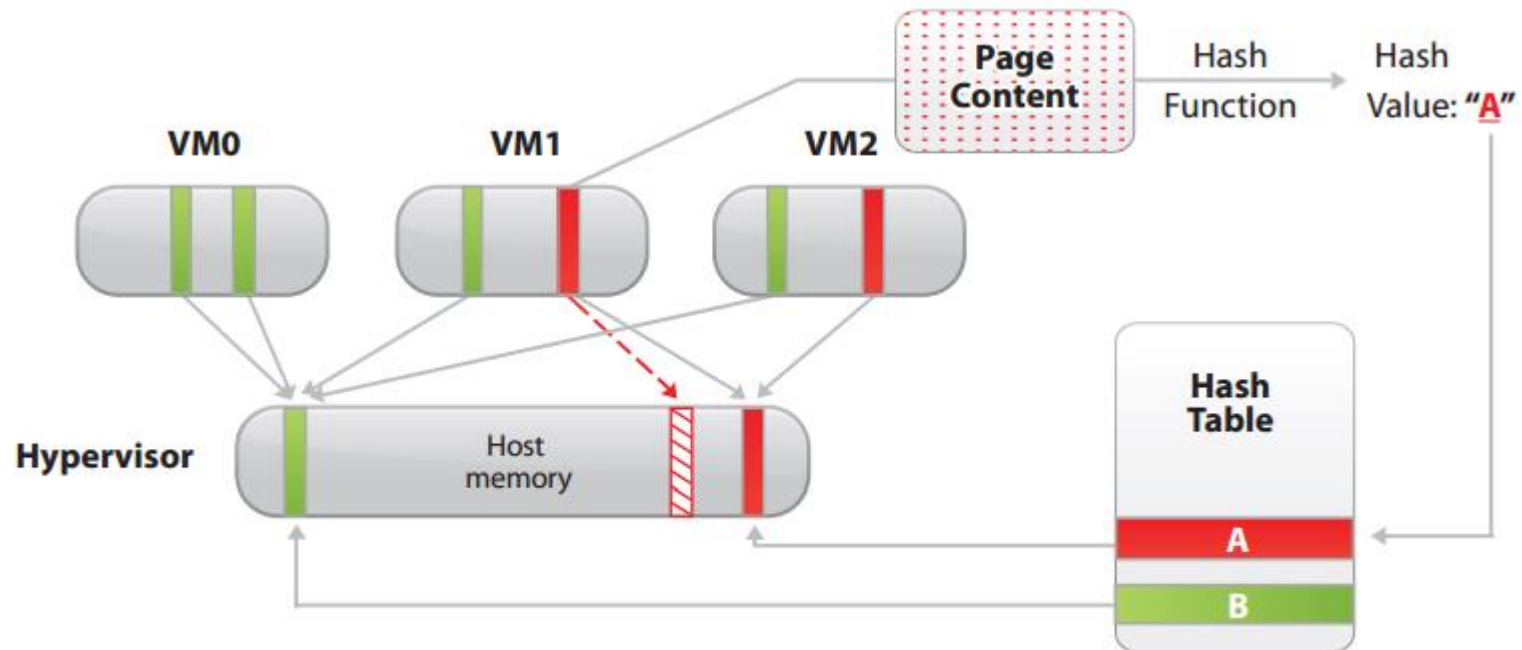 Page
Content
Hash
Function
Hash
Value: “A”
VM0
VM1
VM2
Hypervisor
Host
memory
Hash
Table
A
B